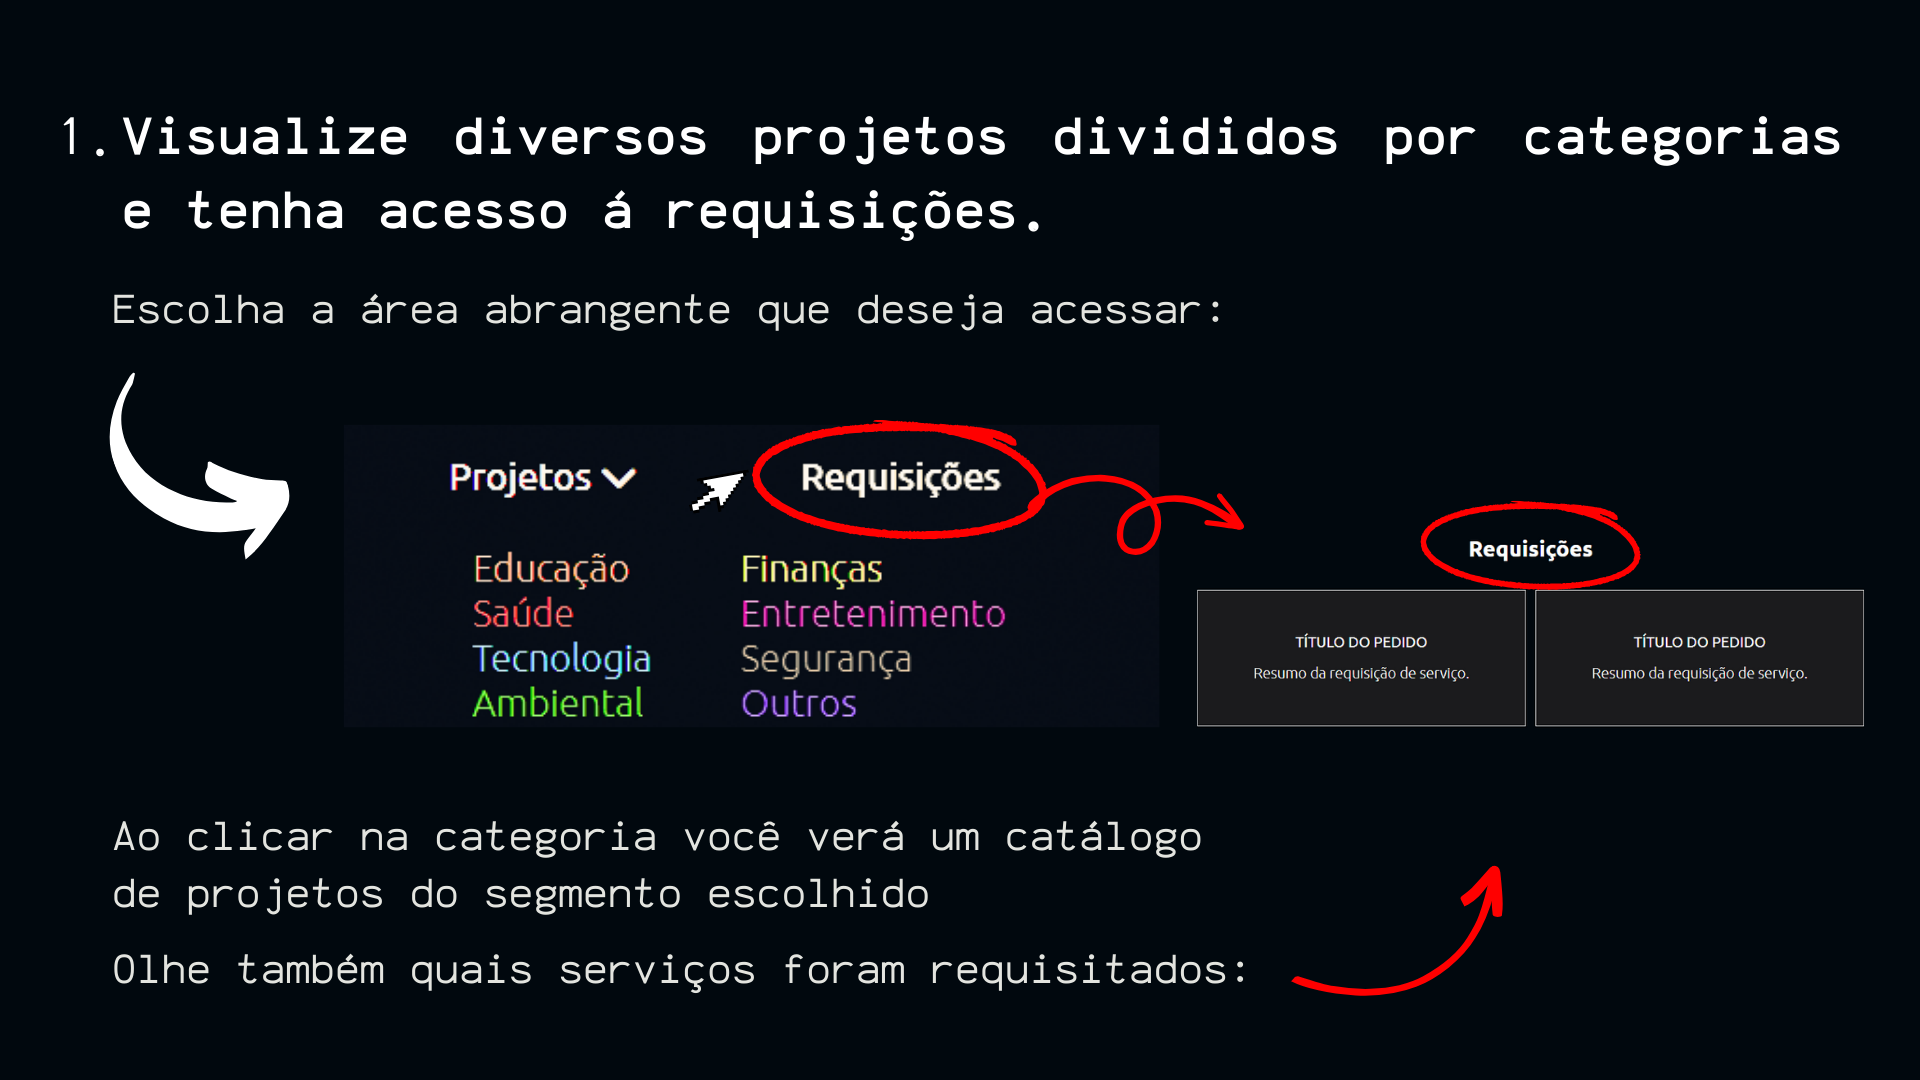 1. Visualize diversos projetos divididos por categorias
e tenha acesso á requisições.
Escolha a área abrangente que deseja acessar:
Projetos
Requisições
Educação
Saúde
Tecnologia
Ambiental
Finanças
Entretenimento
Segurança
Outros
Requisições
TÍTULO DO PEDIDO
Resumo da requisição de serviço.
TÍTULO DO PEDIDO
Resumo da requisição de serviço.
Ao clicar na categoria você verá um catálogo
de projetos do segmento escolhido
Olhe também quais serviços foram requisitados: